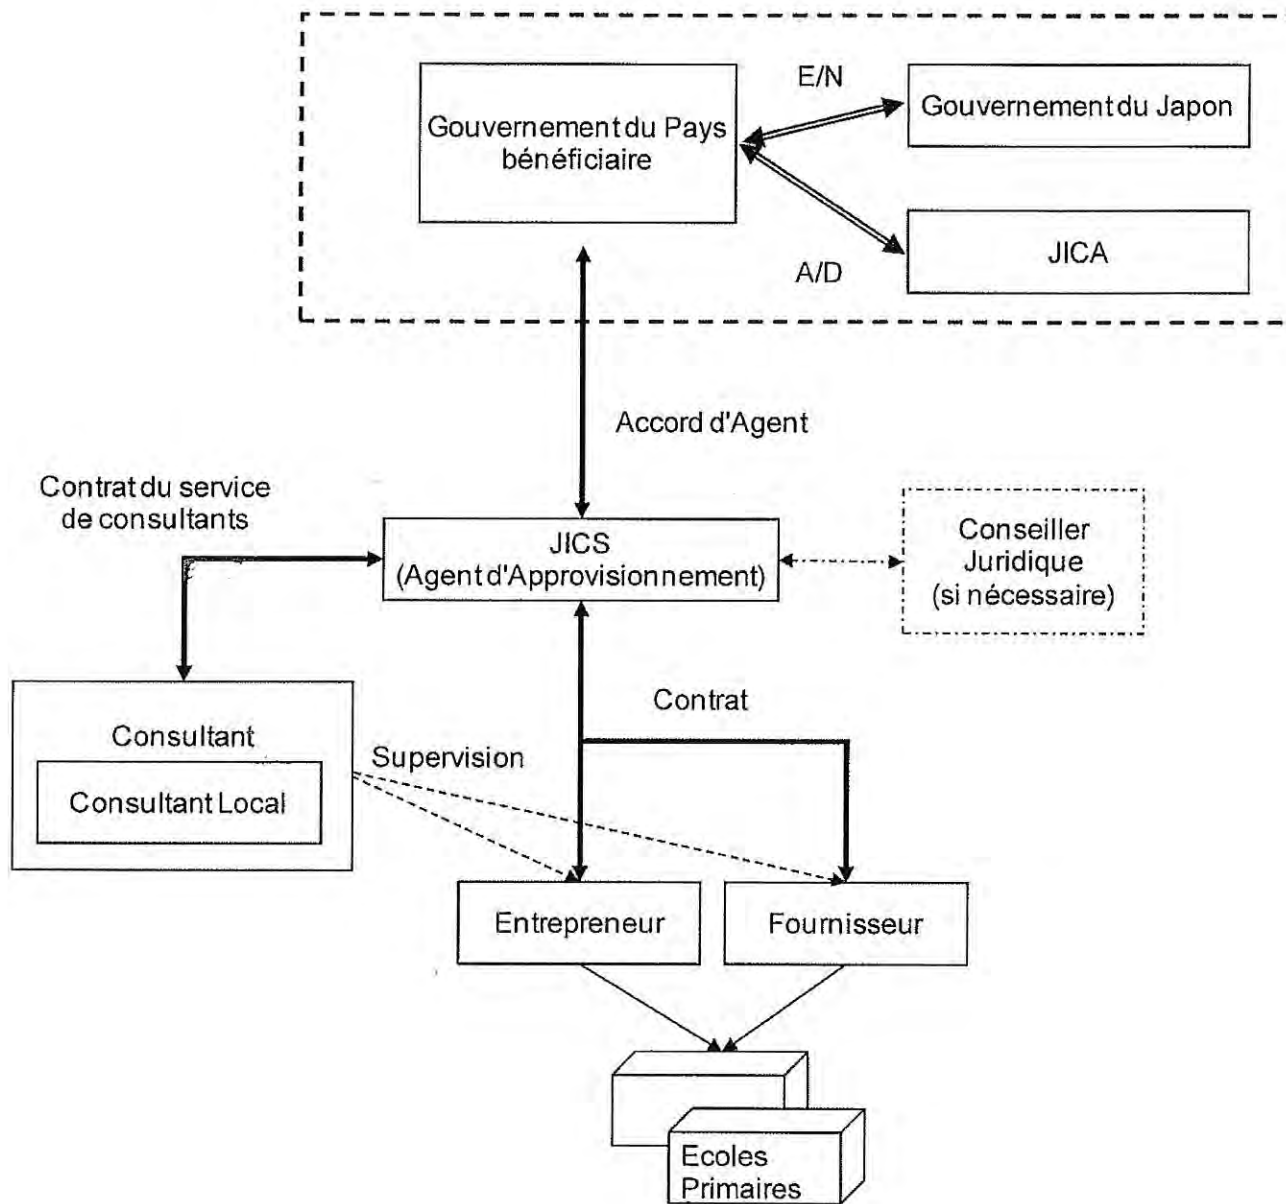 E/N
Gouvernement du Pays
bénéficiaire
Gouvernement du Japon
A/D
JICA
Accord d'Agent
Contrat du service
de consultants
JICS
(Agent d'Approvisionnement)
Conseiller
Juridique
(si nécessaire)
Contrat
Consultant
Supervision
Consultant Local
Entrepreneur
Fournisseur
Ecoles
Primaires